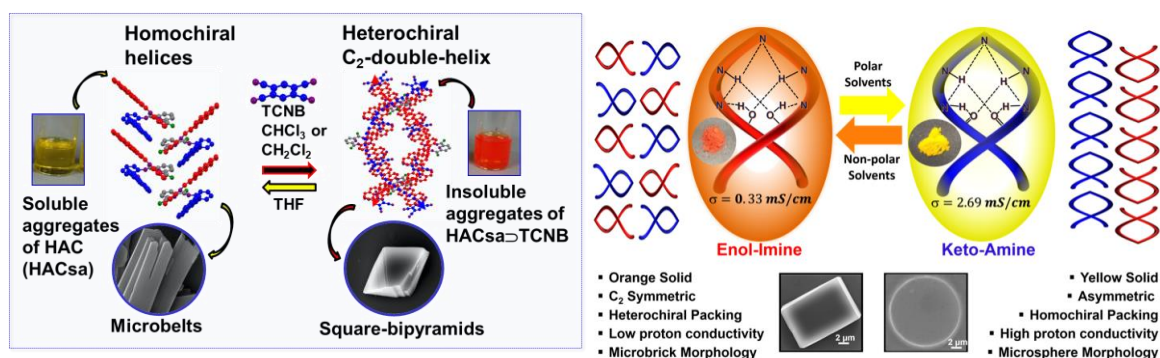 Homochiral
helices
Heterochiral
C₂-double-helix
TCNB
CHCl₃ or
CH₂Cl₂
THF
Soluble
aggregates
of HAC
(HACsa)
Insoluble
aggregates of
HACsa⊃TCNB
Microbelts
Square-bipyramids
N
N
H
H
N
N
N
H
H
O
O
σ = 0.33 mS/cm
Enol-Imine
Polar
Solvents
Non-polar
Solvents
N
N
H
H
N
N
H
H
O
O
σ = 2.69 mS/cm
Keto-Amine
▪ Orange Solid
▪ C₂ Symmetric
▪ Heterochiral Packing
▪ Low proton conductivity
▪ Microbrick Morphology
2 µm
2 µm
▪ Yellow Solid
▪ Asymmetric
▪ Homochiral Packing
▪ High proton conductivity
▪ Microsphere Morphology